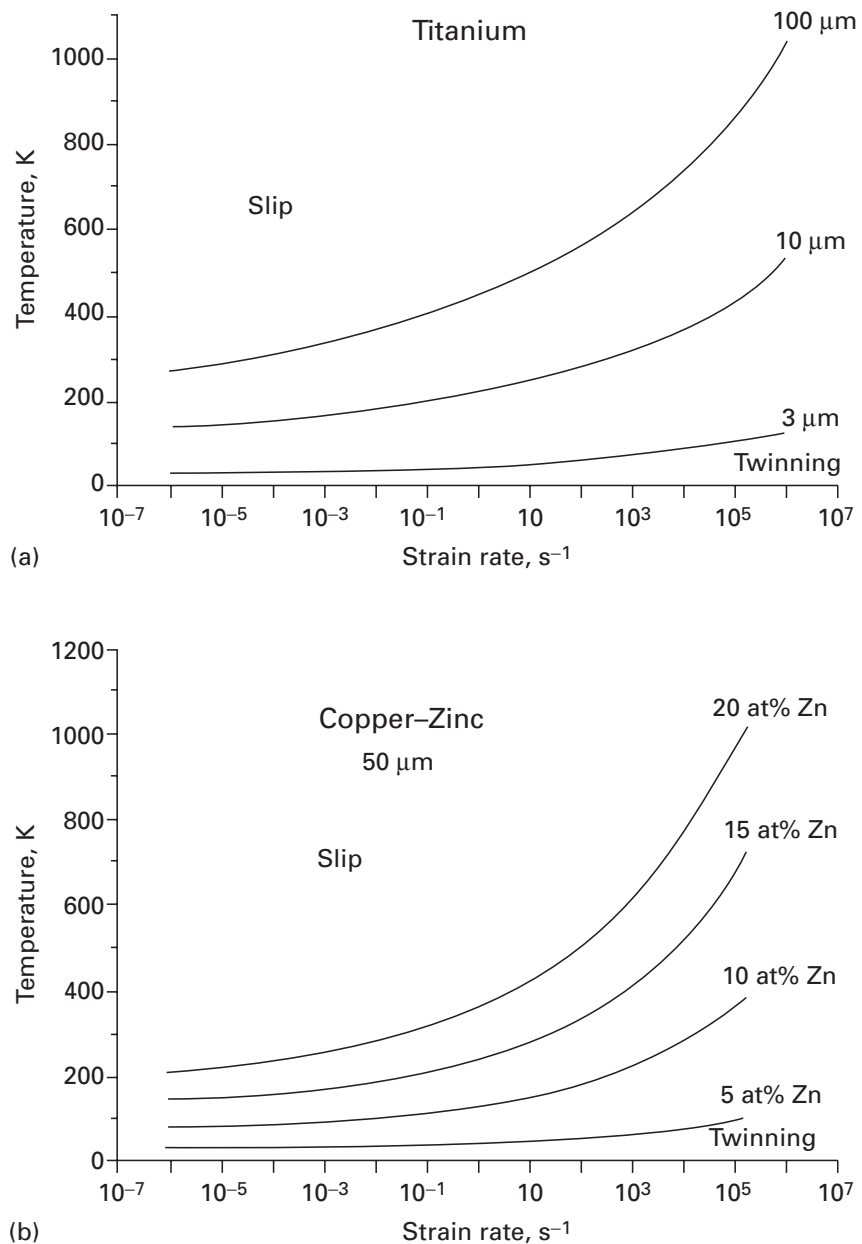 Titanium
100 μm
1000
800
Temperature, K
600
Slip
10 μm
400
200
3 μm
Twinning
0
10⁻⁷ 10⁻⁵ 10⁻³ 10⁻¹ 10 10³ 10⁵ 10⁷
(a)
Strain rate, s⁻¹
1200
Copper–Zinc
20 at% Zn
1000
50 μm
800
15 at% Zn
Temperature, K
Slip
600
400
10 at% Zn
200
5 at% Zn
Twinning
0
10⁻⁷ 10⁻⁵ 10⁻³ 10⁻¹ 10 10³ 10⁵ 10⁷
(b)
Strain rate, s⁻¹